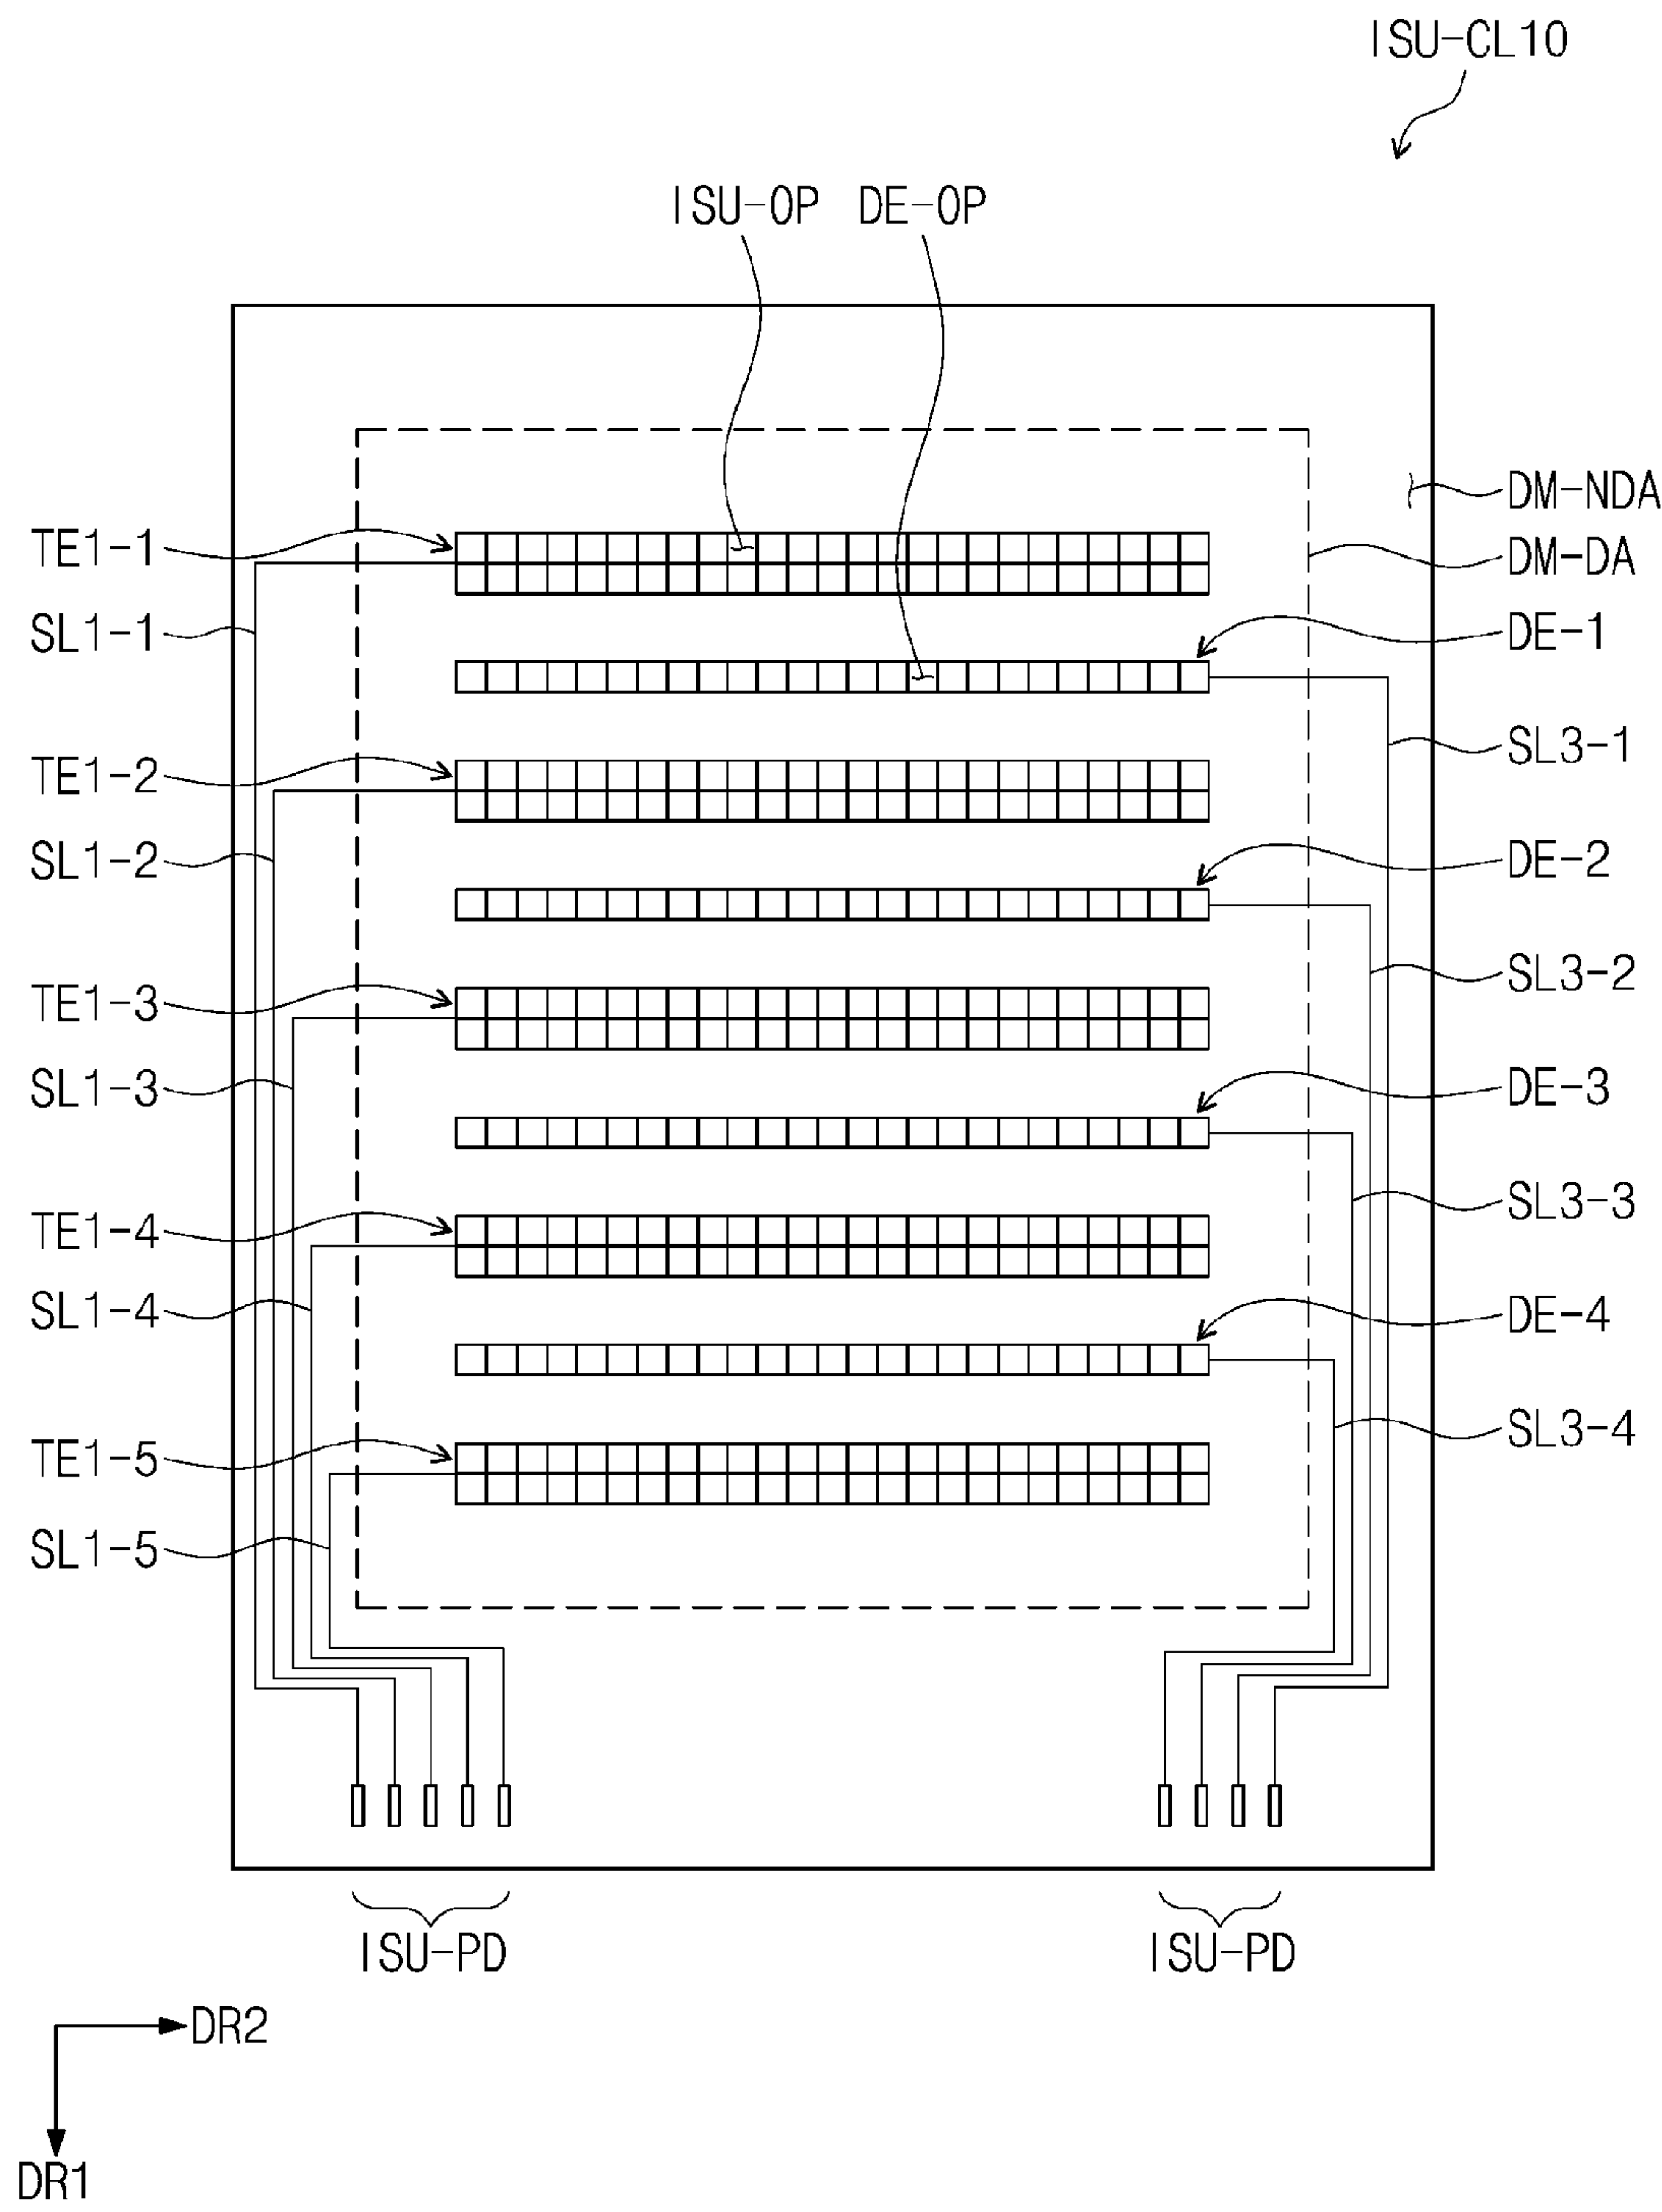 ISU-CL10
ISU-OP DE-OP
DM-NDA
TE1-1
DM-DA
SL1-1
DE-1
SL3-1
TE1-2
SL1-2
DE-2
SL3-2
TE1-3
SL1-3
DE-3
SL3-3
TE1-4
SL1-4
DE-4
SL3-4
TE1-5
SL1-5
ISU-PD ISU-PD
DR2
DR1